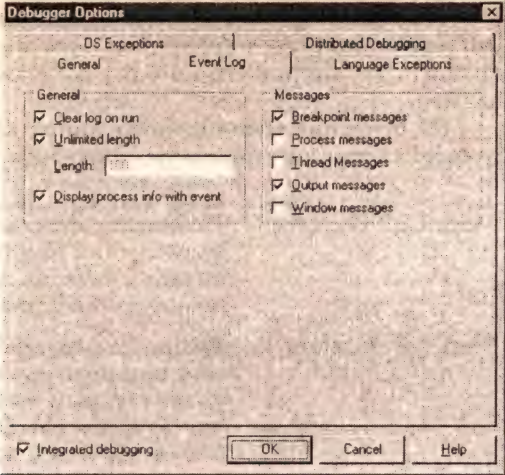 Debugger Options
OS Exceptions
Distributed Debugging
General
Event Log
Language Exceptions
General
Clear log on run
Unlimited length
Length:
Display process info with event
Messages
Breakpoint messages
Process messages
Thread Messages
Output messages
Window messages
Integrated debugging
OK
Cancel
Help